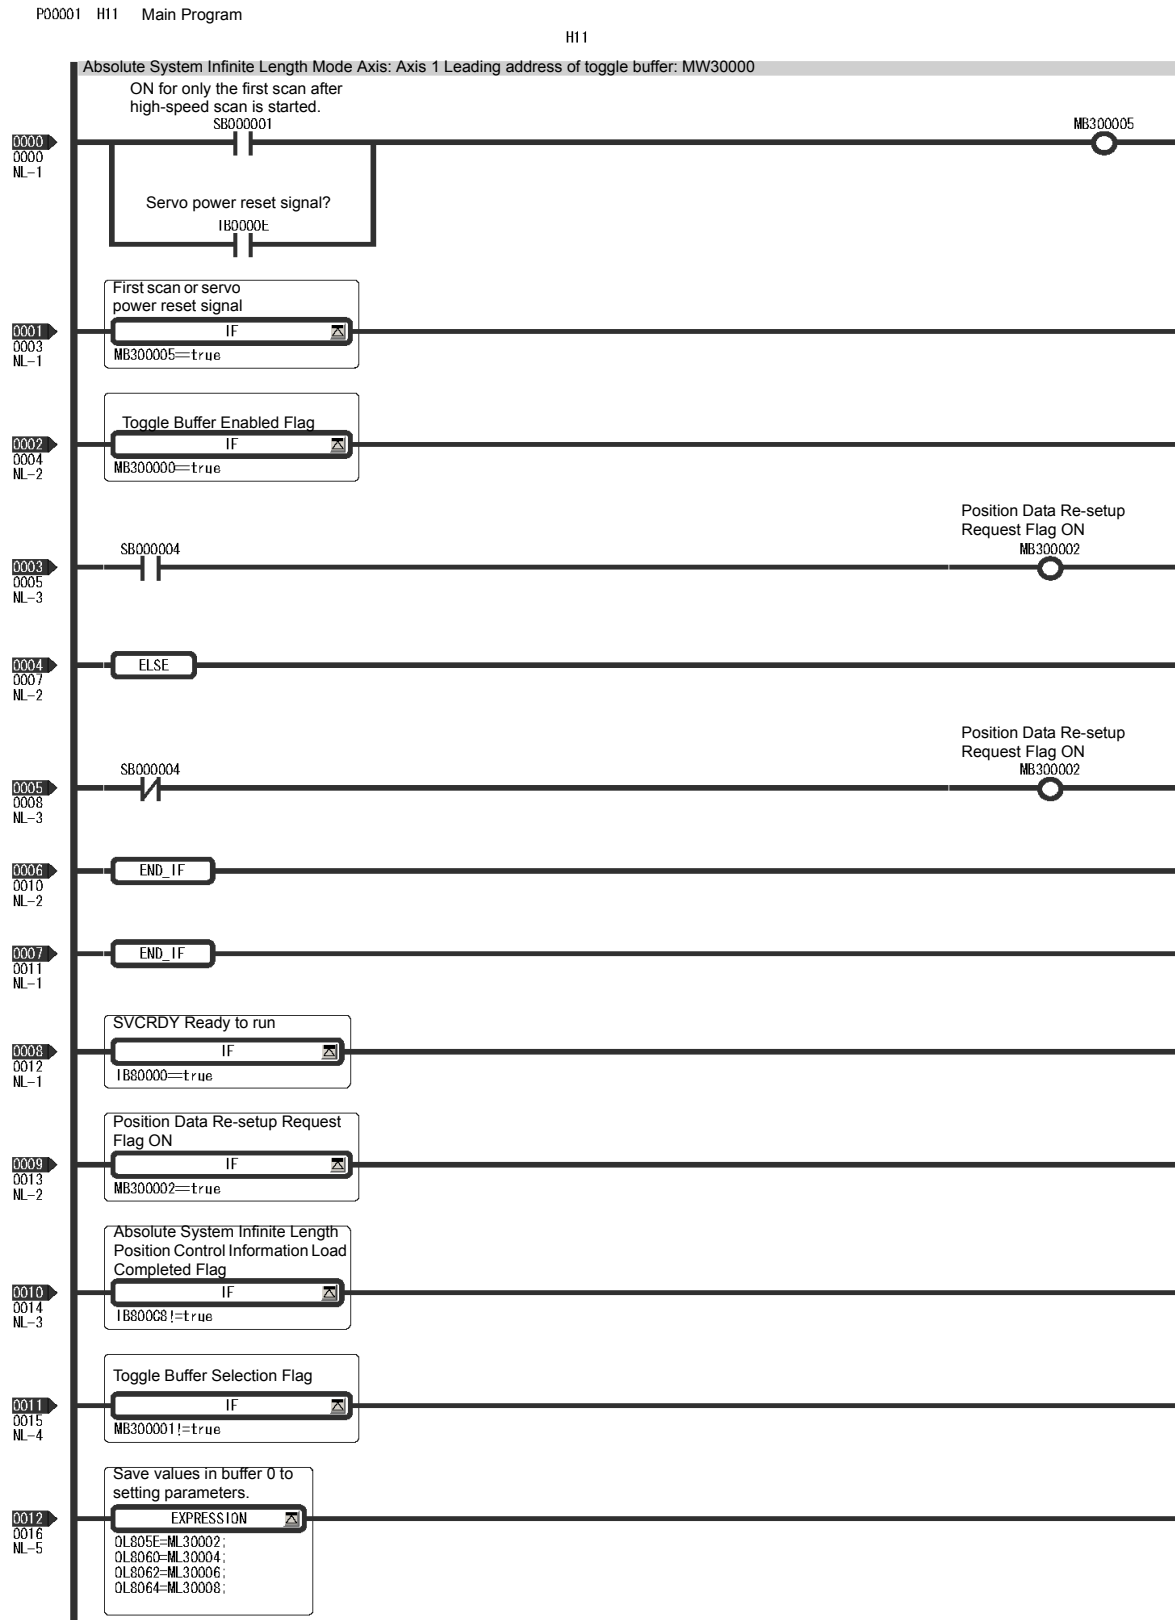 P00001 H11 Main Program
H11
Absolute System Infinite Length Mode Axis: Axis 1 Leading address of toggle buffer: MW30000
ON for only the first scan after
high-speed scan is started.
SB000001
MB300005
0000
0000
NL-1
Servo power reset signal?
IB0000E
First scan or servo
power reset signal
0001
0003
NL-1
IF
MB300005==true
Toggle Buffer Enabled Flag
0002
0004
NL-2
IF
MB300000==true
Position Data Re-setup
Request Flag ON
SB000004
MB300002
0003
0005
NL-3
0004
0007
NL-2
ELSE
Position Data Re-setup
Request Flag ON
SB000004
MB300002
0005
0008
NL-3
0006
0010
NL-2
END_IF
0007
0011
NL-1
END_IF
SVCRDY Ready to run
0008
0012
NL-1
IF
IB80000==true
Position Data Re-setup Request
Flag ON
0009
0013
NL-2
IF
MB300002==true
Absolute System Infinite Length
Position Control Information Load
Completed Flag
0010
0014
NL-3
IF
IB800C8!=true
Toggle Buffer Selection Flag
0011
0015
NL-4
IF
MB300001!=true
Save values in buffer 0 to
setting parameters.
0012
0016
NL-5
EXPRESSION
OL805E=ML30002;
OL8060=ML30004;
OL8062=ML30006;
OL8064=ML30008;